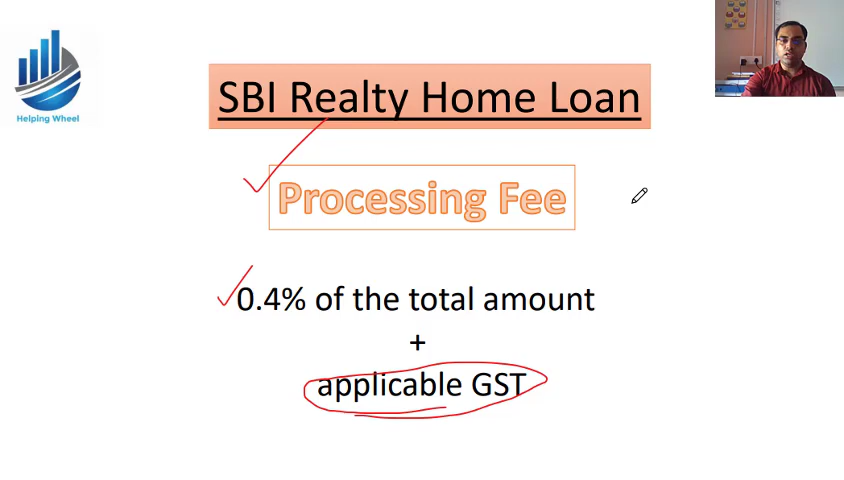 Helping Wheel
SBI Realty Home Loan
Processing Fee
0.4% of the total amount
+
applicable GST